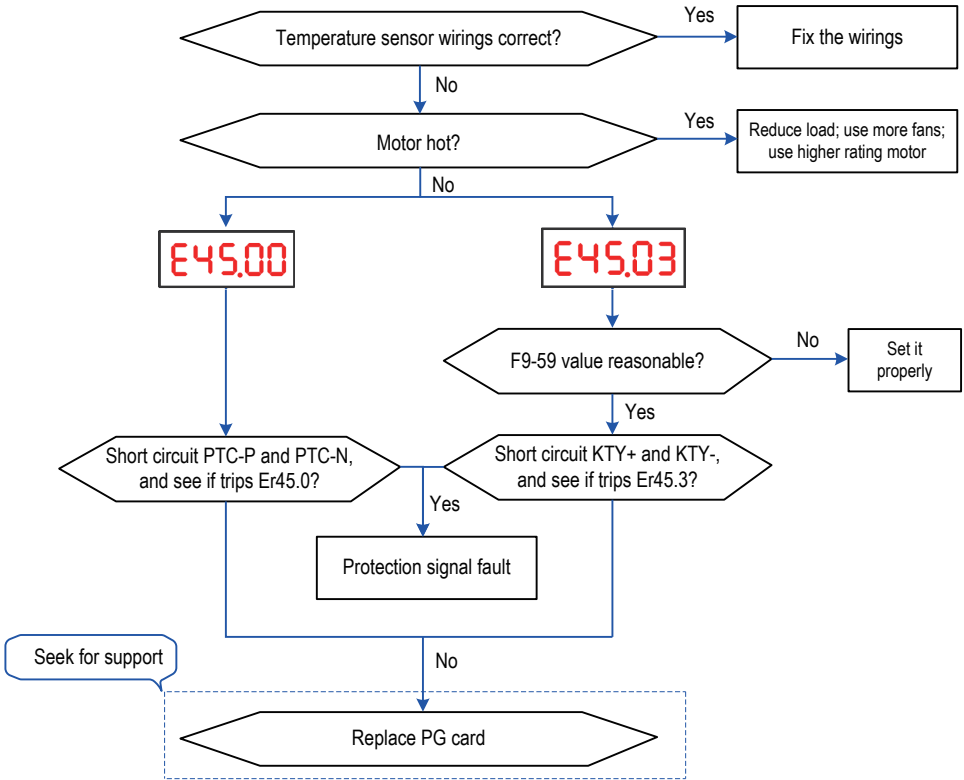 Temperature sensor wirings correct?
Yes
Fix the wirings
No
Motor hot?
Yes
Reduce load; use more fans;
use higher rating motor
No
E45.00
E45.03
F9-59 value reasonable?
No
Set it
properly
Yes
Short circuit PTC-P and PTC-N,
and see if trips Er45.0?
Short circuit KTY+ and KTY-,
and see if trips Er45.3?
Yes
Protection signal fault
Seek for support
No
Replace PG card